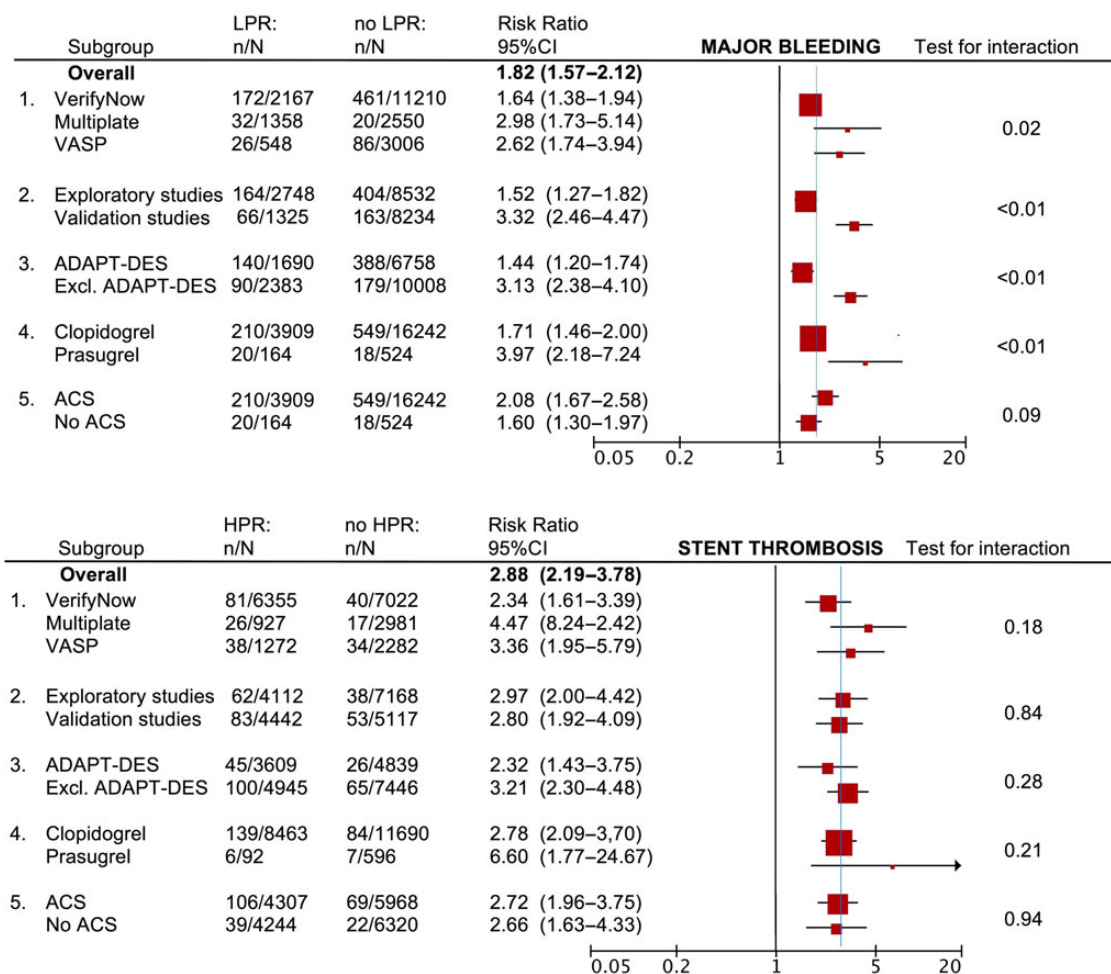 LPR: no LPR: Risk Ratio
Subgroup n/N n/N 95%CI MAJOR BLEEDING Test for interaction
Overall 1.82 (1.57–2.12)
1. VerifyNow 172/2167 461/11210 1.64 (1.38–1.94)
Multiplate 32/1358 20/2550 2.98 (1.73–5.14) 0.02
VASP 26/548 86/3006 2.62 (1.74–3.94)
2. Exploratory studies 164/2748 404/8532 1.52 (1.27–1.82) <0.01
Validation studies 66/1325 163/8234 3.32 (2.46–4.47)
3. ADAPT-DES 140/1690 388/6758 1.44 (1.20–1.74) <0.01
Excl. ADAPT-DES 90/2383 179/10008 3.13 (2.38–4.10)
4. Clopidogrel 210/3909 549/16242 1.71 (1.46–2.00) <0.01
Prasugrel 20/164 18/524 3.97 (2.18–7.24
5. ACS 210/3909 549/16242 2.08 (1.67–2.58) 0.09
No ACS 20/164 18/524 1.60 (1.30–1.97)
0.05 0.2 1 5 20
HPR: no HPR: Risk Ratio
Subgroup n/N n/N 95%CI STENT THROMBOSIS Test for interaction
Overall 2.88 (2.19–3.78)
1. VerifyNow 81/6355 40/7022 2.34 (1.61–3.39)
Multiplate 26/927 17/2981 4.47 (8.24–2.42) 0.18
VASP 38/1272 34/2282 3.36 (1.95–5.79)
2. Exploratory studies 62/4112 38/7168 2.97 (2.00–4.42) 0.84
Validation studies 83/4442 53/5117 2.80 (1.92–4.09)
3. ADAPT-DES 45/3609 26/4839 2.32 (1.43–3.75) 0.28
Excl. ADAPT-DES 100/4945 65/7446 3.21 (2.30–4.48)
4. Clopidogrel 139/8463 84/11690 2.78 (2.09–3,70) 0.21
Prasugrel 6/92 7/596 6.60 (1.77–24.67)
5. ACS 106/4307 69/5968 2.72 (1.96–3.75) 0.94
No ACS 39/4244 22/6320 2.66 (1.63–4.33)
0.05 0.2 1 5 20